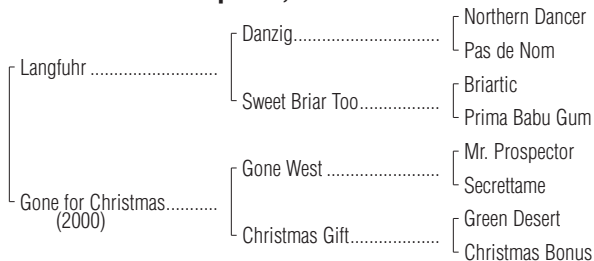 Northern Dancer
Danzig..............................
Pas de Nom
Langfuhr ..........................
Briartic
Sweet Briar Too.................
Prima Babu Gum
Mr. Prospector
Gone West ........................
Secrettame
Gone for Christmas...........
(2000)
Green Desert
Christmas Gift...................
Christmas Bonus